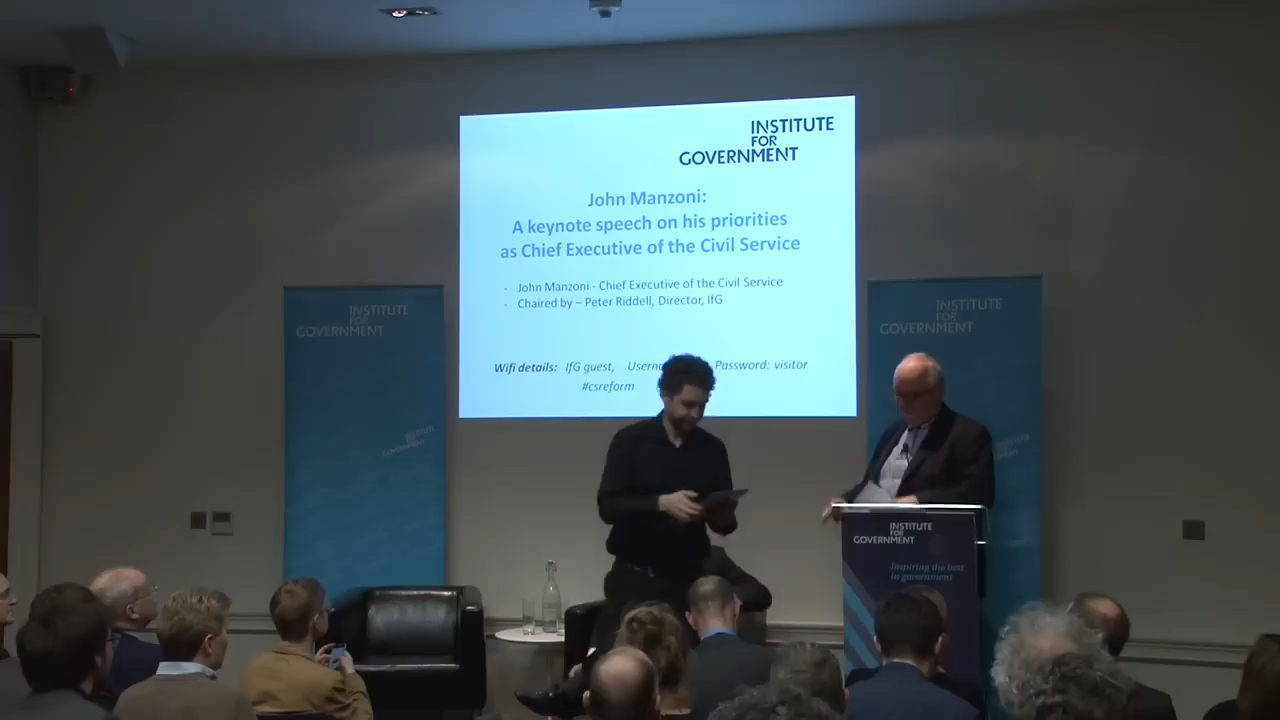 INSTITUTE
FOR
GOVERNMENT
John Manzoni:
A keynote speech on his priorities
as Chief Executive of the Civil Service
- John Manzoni - Chief Executive of the Civil Service
- Chaired by – Peter Riddell, Director, IfG
Wifi details: IfG guest, Password: visitor
#csreform
INSTITUTE
FOR
GOVERNMENT
INSTITUTE
FOR
GOVERNMENT
INSTITUTE
FOR
GOVERNMENT
Inspiring the best
in government